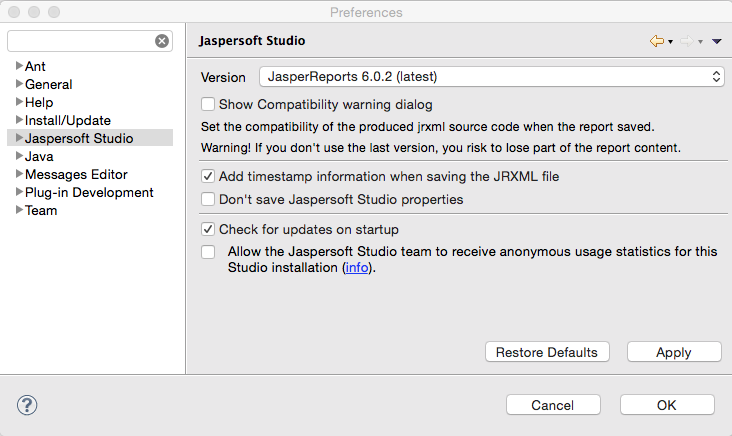 Preferences
Jaspersoft Studio
Ant
General
Help
Install/Update
Jaspersoft Studio
Java
Messages Editor
Plug-in Development
Team
Version JasperReports 6.0.2 (latest)
Show Compatibility warning dialog
Set the compatibility of the produced jrxml source code when the report saved.
Warning! If you don't use the last version, you risk to lose part of the report content.
Add timestamp information when saving the JRXML file
Don't save Jaspersoft Studio properties
Check for updates on startup
Allow the Jaspersoft Studio team to receive anonymous usage statistics for this
Studio installation (info).
Restore Defaults Apply
? Cancel OK